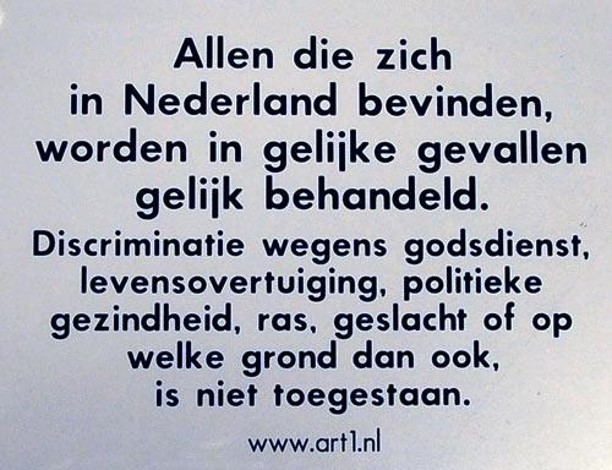 Allen die zich
in Nederland bevinden,
worden in gelijke gevallen
gelijk behandeld.
Discriminatie wegens godsdienst,
levensovertuiging, politieke
gezindheid, ras, geslacht of op
welke grond dan ook,
is niet toegestaan.
www.art1.nl